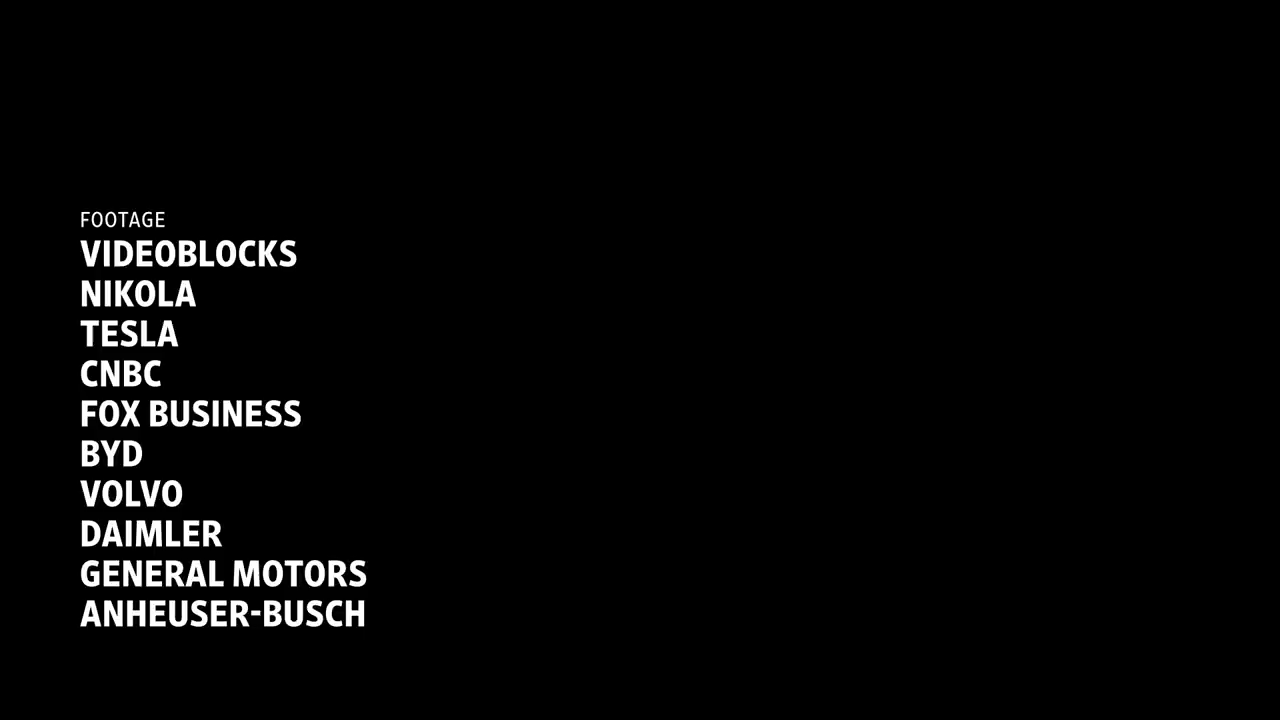 FOOTAGE
VIDEOBLOCKS
NIKOLA
TESLA
CNBC
FOX BUSINESS
BYD
VOLVO
DAIMLER
GENERAL MOTORS
ANHEUSER-BUSCH